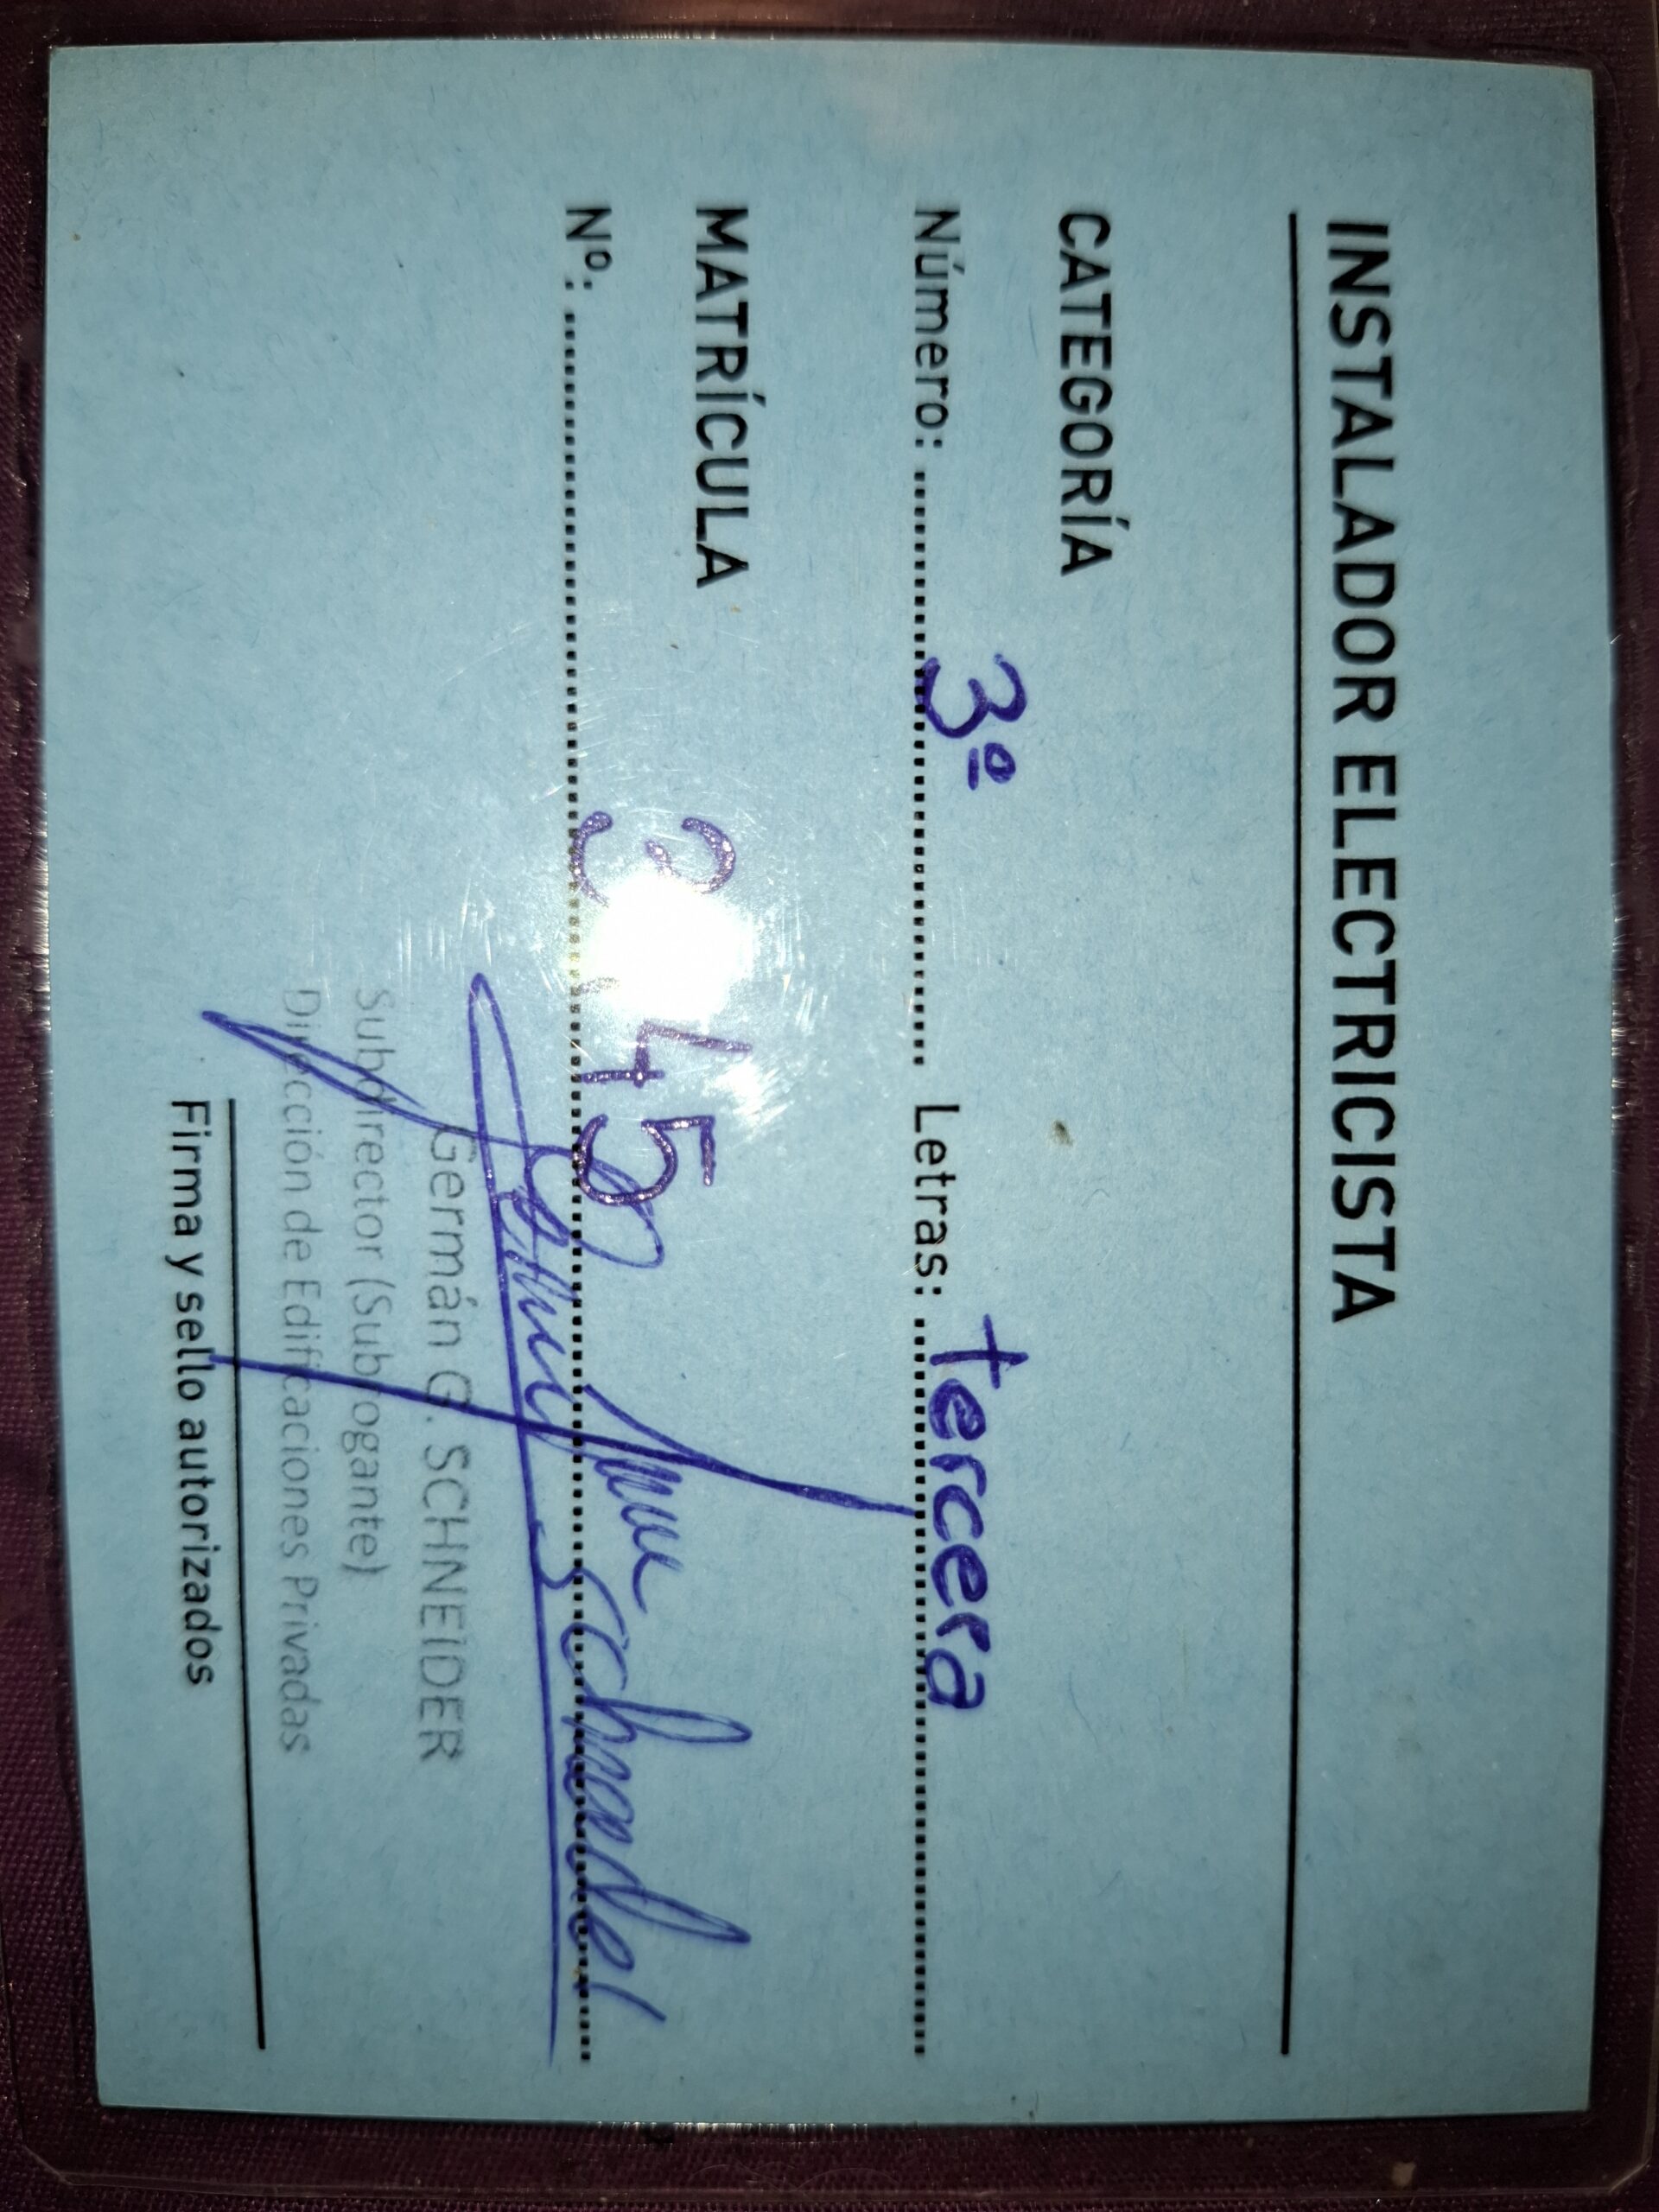 INSTALADOR ELECTRICISTA
CATEGORÍA
Número: 3º Letras: tercera
MATRÍCULA
Nº:
Germán G. SCHNEIDER
Subdirector (Subrogante)
Dirección de Edificaciones Privadas
Firma y sello autorizados